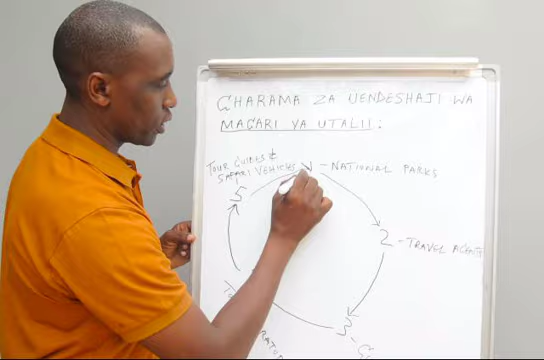 GHARAMA ZA UENDESHAJI WA
MAGARI YA UTALII :
TOUR GUIDES &
SAFARI VEHICLES
1 - NATIONAL PARKS
5
2 - TRAVEL AGENTS
3 - G